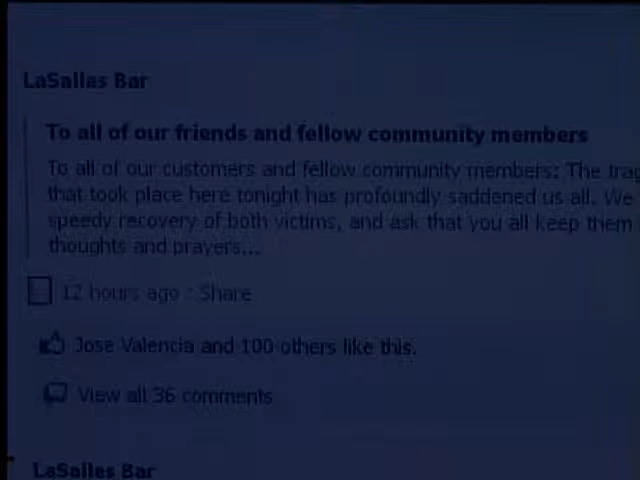 LaSallas Bar
To all of our friends and fellow community members
To all of our customers and fellow community members: The trag
that took place here tonight has profoundly saddened us all. We
speedy recovery of both victims, and ask that you all keep them
thoughts and prayers...
12 hours ago · Share
Jose Valencia and 100 others like this.
View all 36 comments
LaSalles Bar